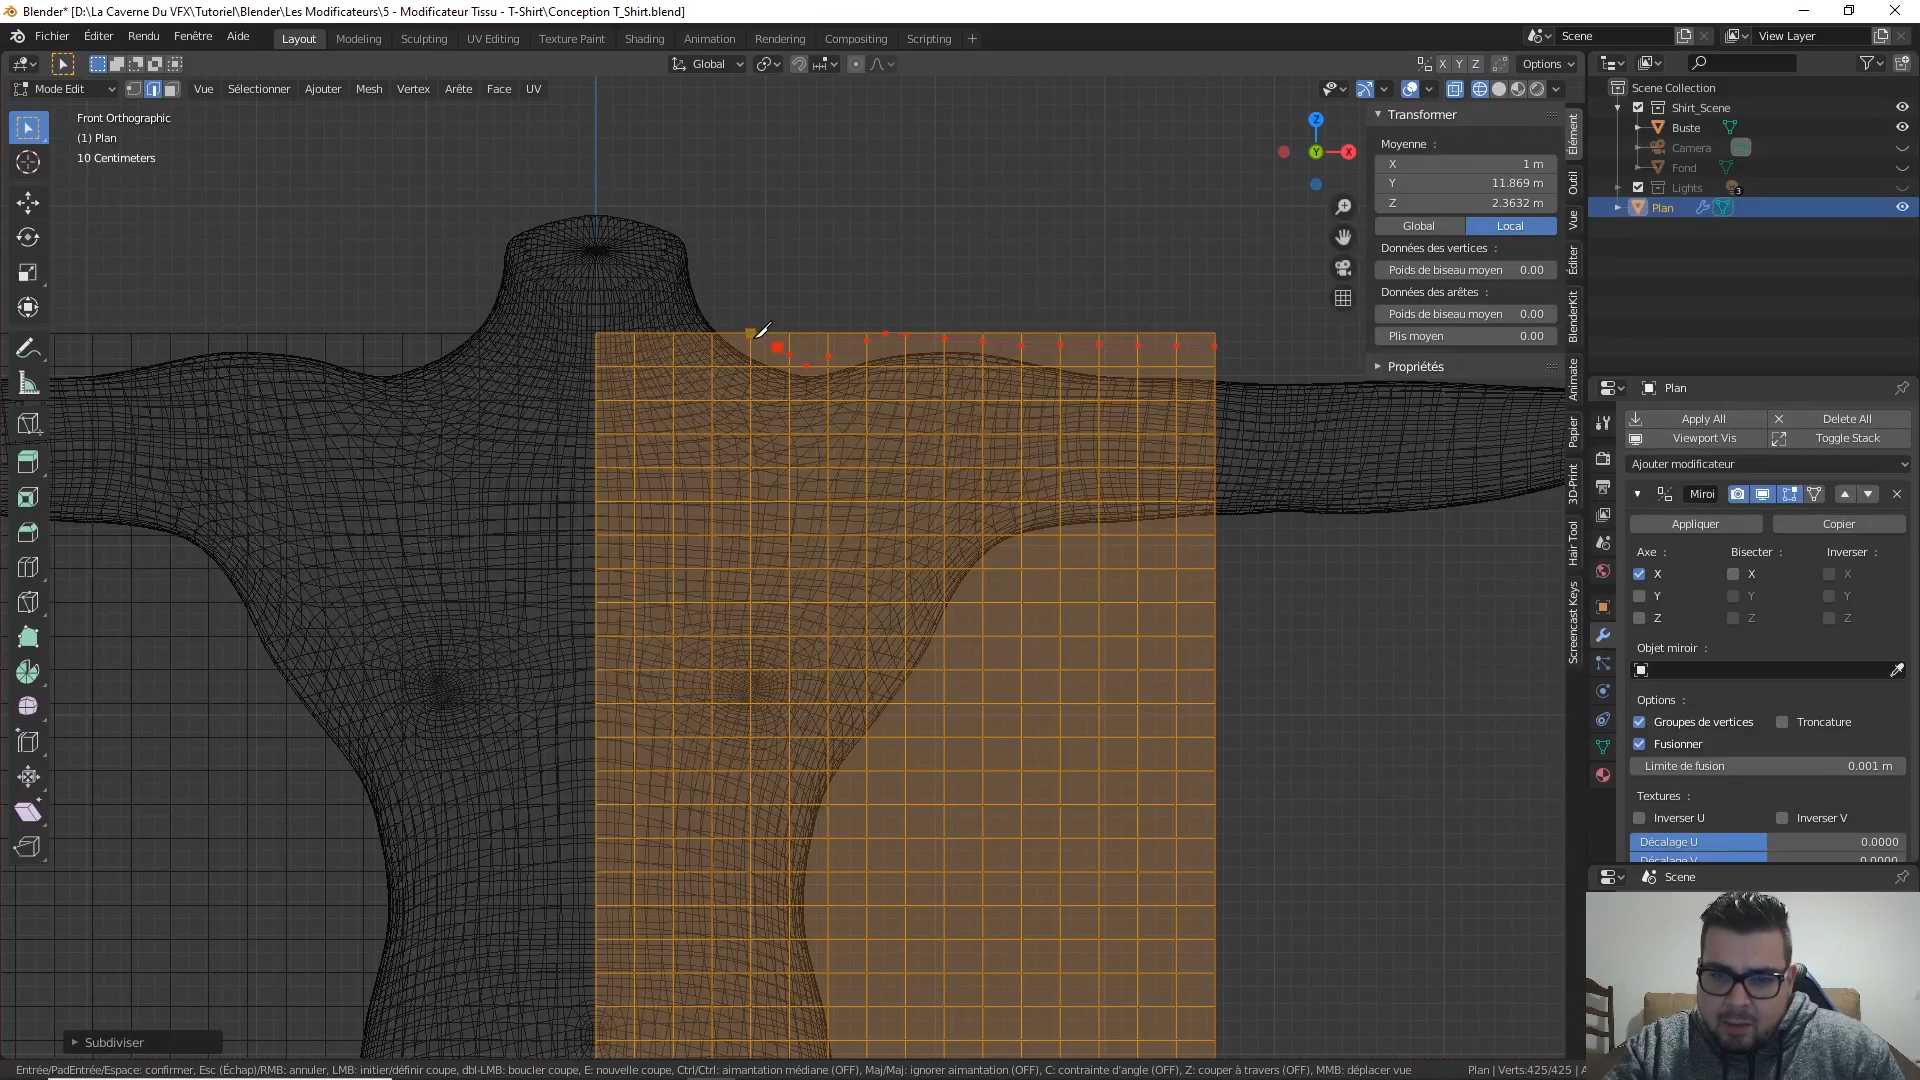 Blender* [D:\La Caverne Du VFX\Tutoriel\Blender\Les Modificateurs\5 - Modificateur Tissu - T-Shirt\Conception T_Shirt.blend]
Fichier Éditer Rendu Fenêtre Aide Layout Modeling Sculpting UV Editing Texture Paint Shading Animation Rendering Compositing Scripting + Scene View Layer
Global X Y Z Options
Mode Edit Vue Sélectionner Ajouter Mesh Vertex Arête Face UV
Front Orthographic
(1) Plan
10 Centimeters
Z
Y
X
Transformer
Moyenne :
X 1 m
Y 11.869 m
Z 2.3632 m
Global Local
Données des vertices :
Poids de biseau moyen 0.00
Données des arêtes :
Poids de biseau moyen 0.00
Plis moyen 0.00
Propriétés
Élément
Outil
Vue
Éditer
BlenderKit
Animate
Papier
3D-Print
Hair Tool
Screencast Keys
Scene Collection
Shirt_Scene
Buste
Camera
Fond
Lights 3
Plan
Plan
Apply All Delete All
Viewport Vis Toggle Stack
Ajouter modificateur
Miroi
Appliquer Copier
Axe : Bisecter : Inverser :
X X X
Y Y Y
Z Z Z
Objet miroir :
Options :
Groupes de vertices Troncature
Fusionner
Limite de fusion 0.001 m
Textures :
Inverser U Inverser V
Décalage U 0.0000
Décalage V 0.0000
Scene
Subdiviser
Entrée/PadEntrée/Espace: confirmer, Esc (Échap)/RMB: annuler, LMB: initier/définir coupe, dbl-LMB: boucler coupe, E: nouvelle coupe, Ctrl/Ctrl: aimantation médiane (OFF), Maj/Maj: ignorer aimantation (OFF), C: contrainte d'angle (OFF), Z: couper à travers (OFF), MMB: déplacer vue Plan | Verts:425/425 |